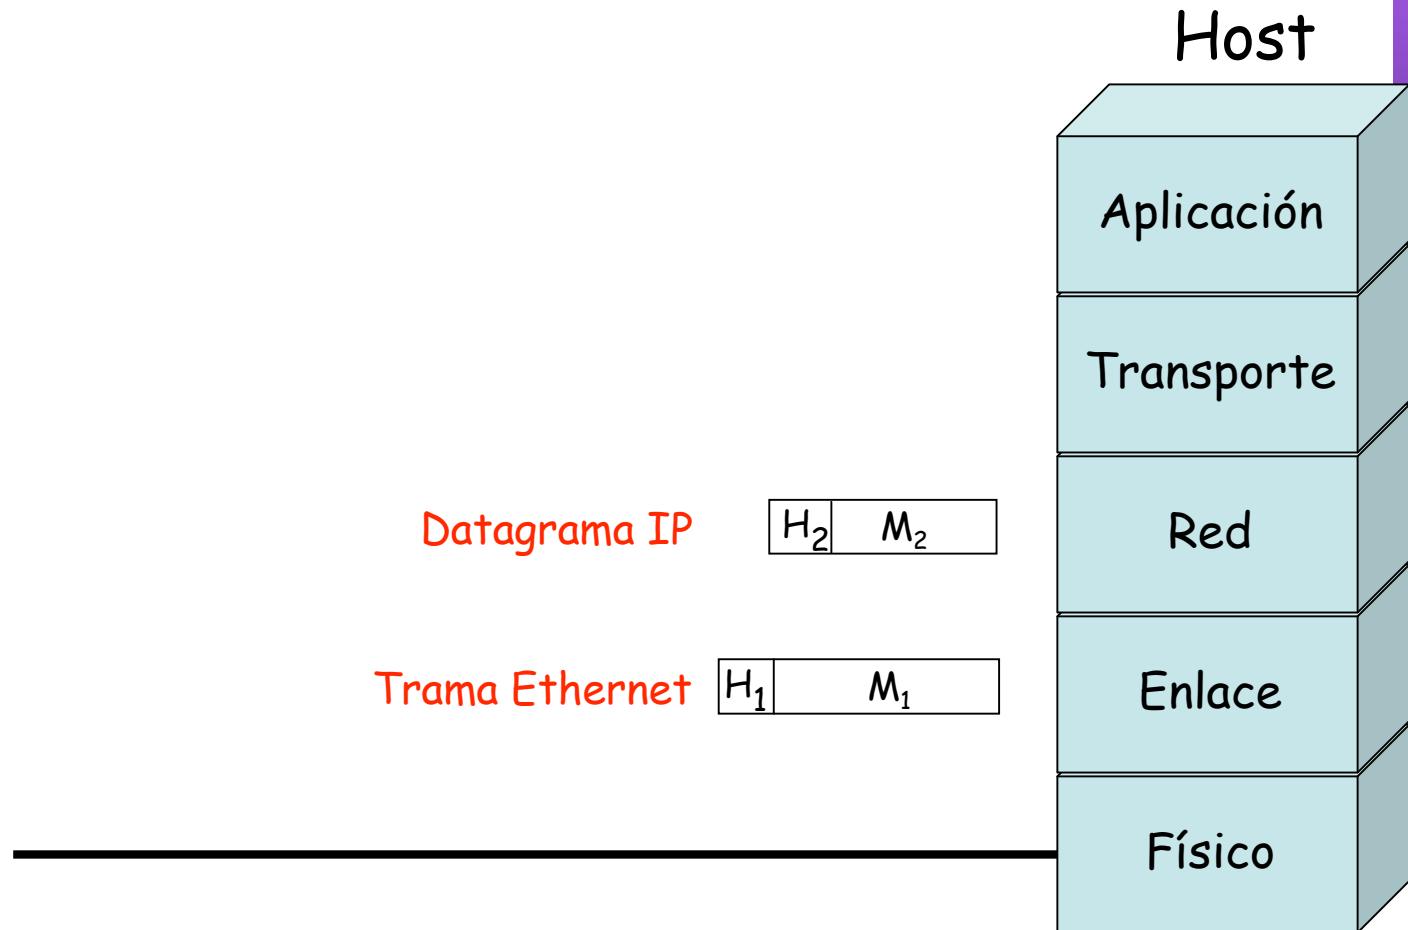 Host
Aplicación
Transporte
Datagrama IP H₂ M₂ Red
Trama Ethernet H₁ M₁ Enlace
Físico